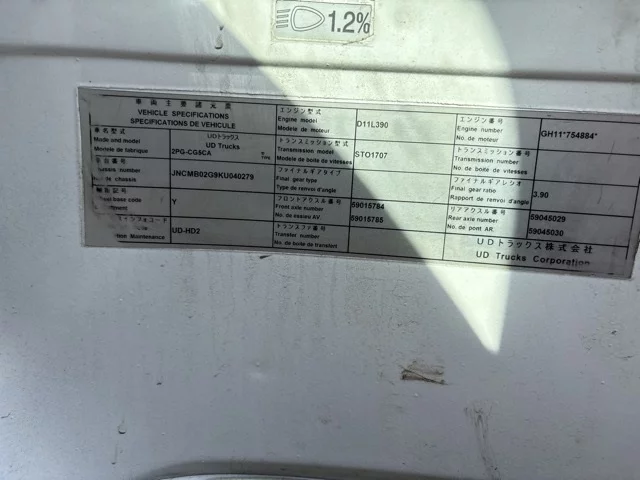 1.2%
車両主要諸元表
VEHICLE SPECIFICATIONS
SPECIFICATIONS DE VEHICULE
車名型式
Mode and model
Modele de fabrique
UDトラックス
UD Trucks
2PG-CG5CA
車台番号
Chassis number
de chassis
JNCMB02G9KU040279
記号
base code
Y
コード
Maintenance
UD-HD2
エンジン型式
Engine model
Modele de moteur
D11L390
トランスミッション型式
Transmission model
Modele de boite de vitesses
STO1707
ファイナルギアタイプ
Final gear type
Type de renvoi d'angle
フロントアクスル番号
Front axle number
No. de essieu AV.
59015784
59015785
トランスファ番号
Transfer number
No. de boite de transfert
エンジン番号
Engine number
No. de moteur
GH11*754884*
トランスミッション番号
Transmission number
No. de boite de vitesses
ファイナルギアレシオ
Final gear ratio
Rapport de renvoi d'angle
3.90
リアアクスル番号
Rear axle number
No. de pont AR.
59045029
59045030
UDトラックス株式会社
UD Trucks Corporation